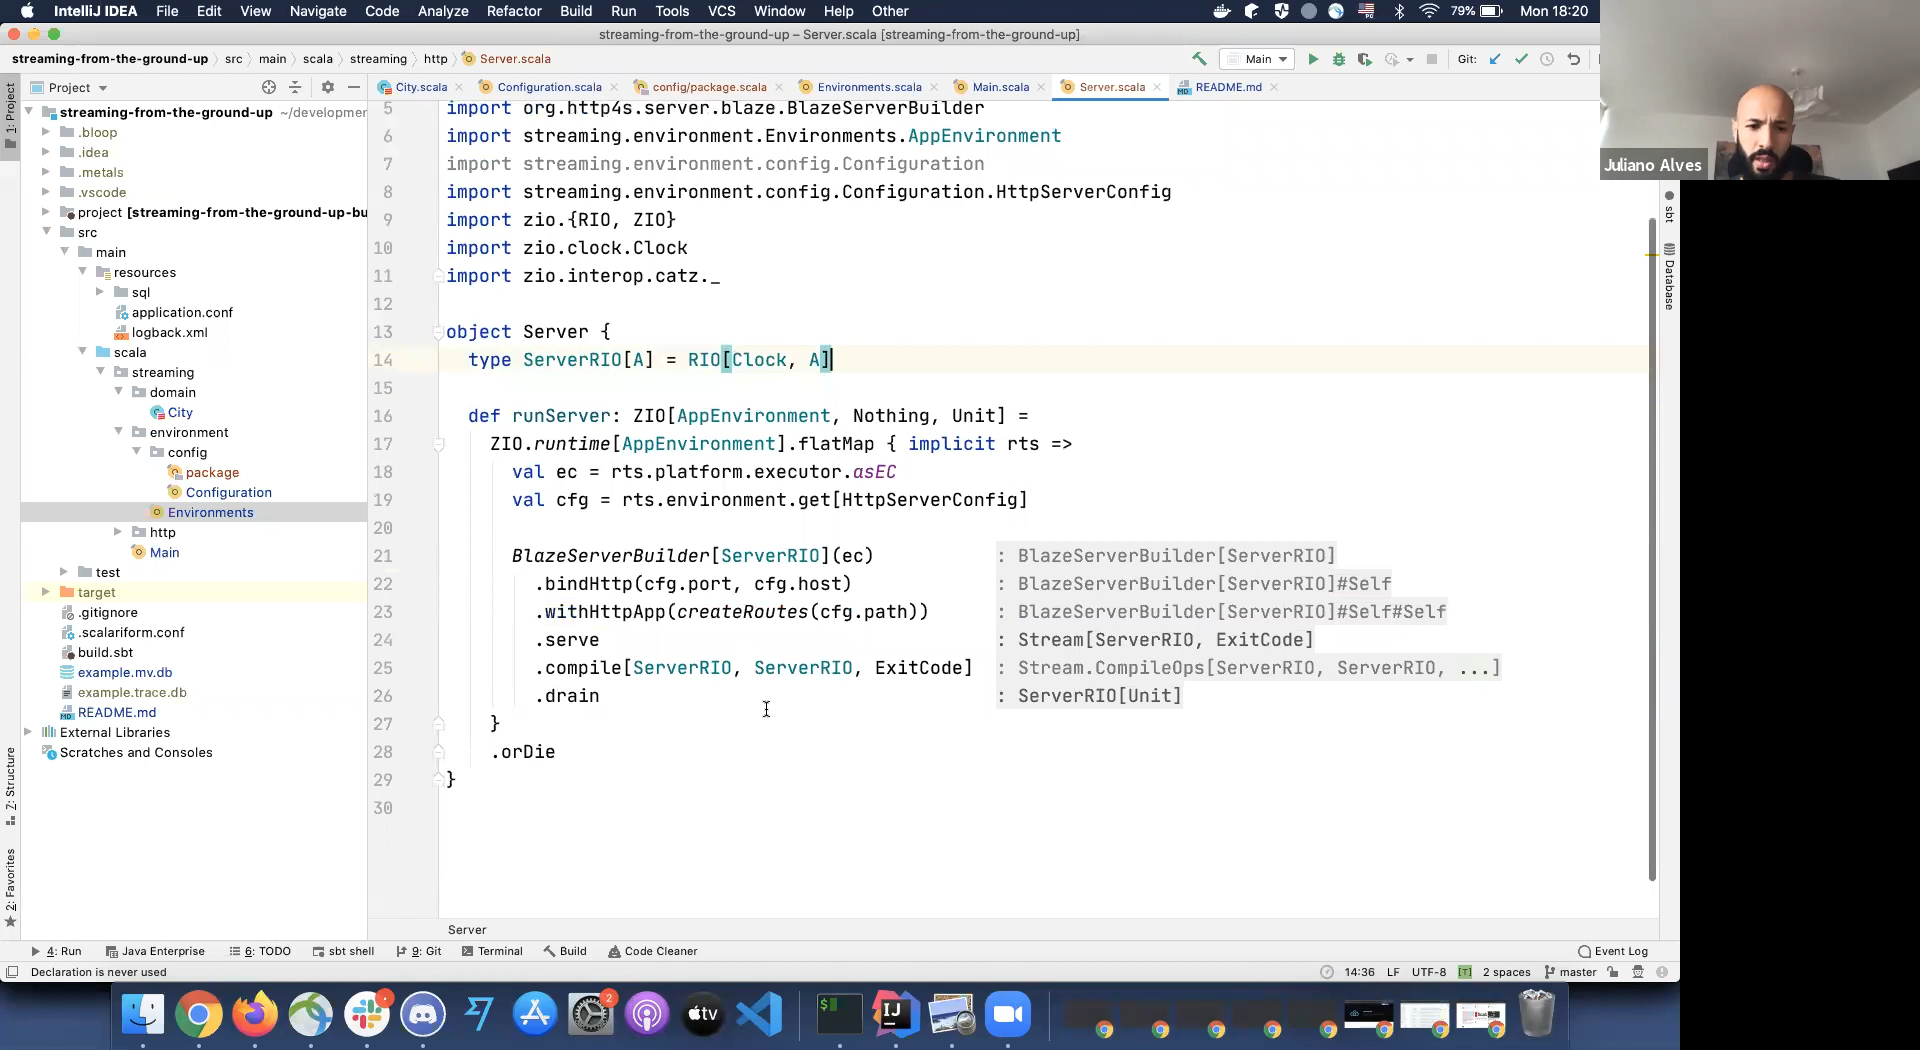 IntelliJ IDEA File Edit View Navigate Code Analyze Refactor Build Run Tools VCS Window Help Other 79% Mon 18:20
streaming-from-the-ground-up – Server.scala [streaming-from-the-ground-up]
streaming-from-the-ground-up src main scala streaming http Server.scala Main Git:
Project City.scala Configuration.scala config/package.scala Environments.scala Main.scala Server.scala README.md
1: Project
7: Structure
2: Favorites
streaming-from-the-ground-up ~/developmer
.bloop
.idea
.metals
.vscode
project [streaming-from-the-ground-up-bu
src
main
resources
sql
application.conf
logback.xml
scala
streaming
domain
City
environment
config
package
Configuration
Environments
http
Main
test
target
.gitignore
.scalariform.conf
build.sbt
example.mv.db
example.trace.db
README.md
External Libraries
Scratches and Consoles
5 import org.http4s.server.blaze.BlazeServerBuilder
6 import streaming.environment.Environments.AppEnvironment
7 import streaming.environment.config.Configuration
8 import streaming.environment.config.Configuration.HttpServerConfig
9 import zio.{RIO, ZIO}
10 import zio.clock.Clock
11 import zio.interop.catz._
12
13 object Server {
14 type ServerRIO[A] = RIO[Clock, A]
15
16 def runServer: ZIO[AppEnvironment, Nothing, Unit] =
17 ZIO.runtime[AppEnvironment].flatMap { implicit rts =>
18 val ec = rts.platform.executor.asEC
19 val cfg = rts.environment.get[HttpServerConfig]
20
21 BlazeServerBuilder[ServerRIO](ec) : BlazeServerBuilder[ServerRIO]
22 .bindHttp(cfg.port, cfg.host) : BlazeServerBuilder[ServerRIO]#Self
23 .withHttpApp(createRoutes(cfg.path)) : BlazeServerBuilder[ServerRIO]#Self#Self
24 .serve : Stream[ServerRIO, ExitCode]
25 .compile[ServerRIO, ServerRIO, ExitCode] : Stream.CompileOps[ServerRIO, ServerRIO, ...]
26 .drain : ServerRIO[Unit]
27 }
28 .orDie
29 }
30
Server
sbt
Database
Juliano Alves
4: Run Java Enterprise 6: TODO sbt shell 9: Git Terminal Build Code Cleaner Event Log
Declaration is never used 14:36 LF UTF-8 [T] 2 spaces master
2
$
tv
IJ